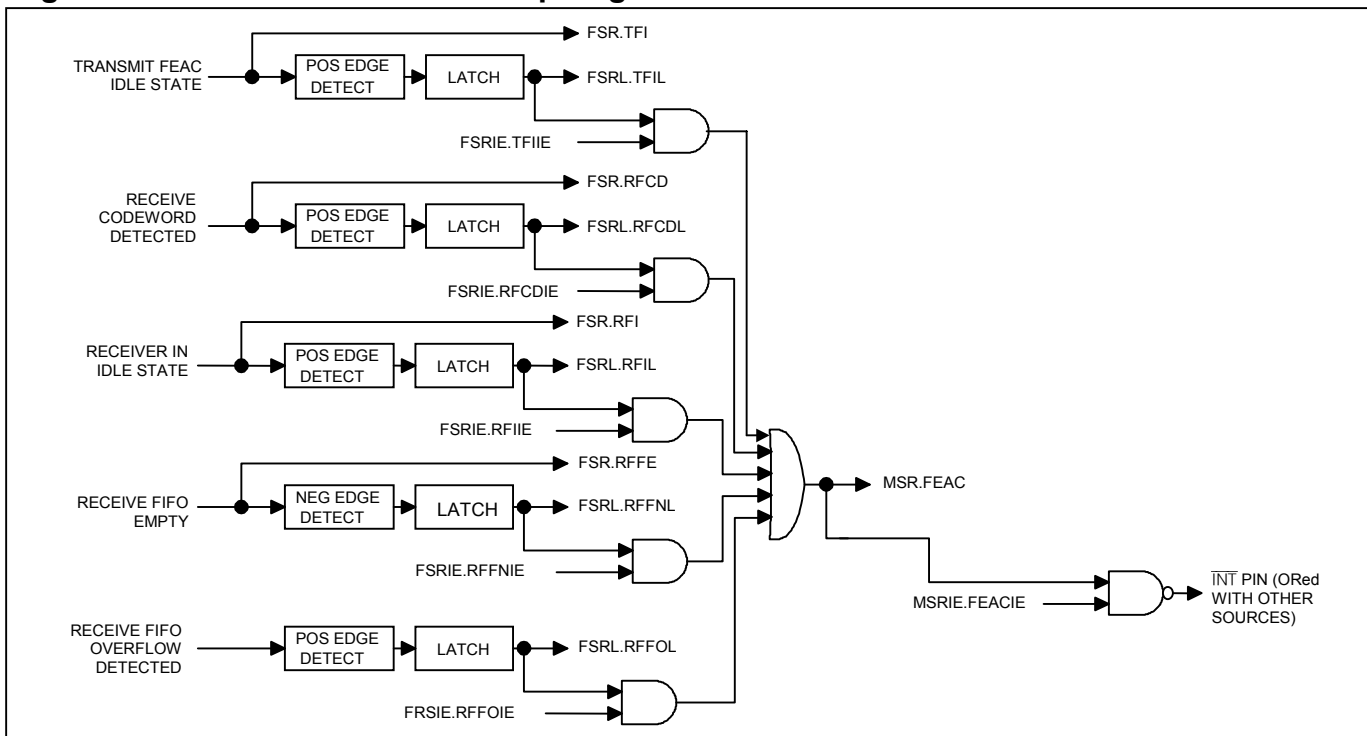 FSR.TFI
TRANSMIT FEAC
IDLE STATE
POS EDGE
DETECT
LATCH
FSRL.TFIL
FSRIE.TFIIE
FSR.RFCD
RECEIVE
CODEWORD
DETECTED
POS EDGE
DETECT
LATCH
FSRL.RFCDL
FSRIE.RFCDIE
FSR.RFI
RECEIVER IN
IDLE STATE
POS EDGE
DETECT
LATCH
FSRL.RFIL
FSRIE.RFIIE
FSR.RFFE
RECEIVE FIFO
EMPTY
NEG EDGE
DETECT
LATCH
FSRL.RFFNL
FSRIE.RFFNIE
RECEIVE FIFO
OVERFLOW
DETECTED
POS EDGE
DETECT
LATCH
FSRL.RFFOL
FRSIE.RFFOIE
MSR.FEAC
MSRIE.FEACIE
INT PIN (ORed
WITH OTHER
SOURCES)